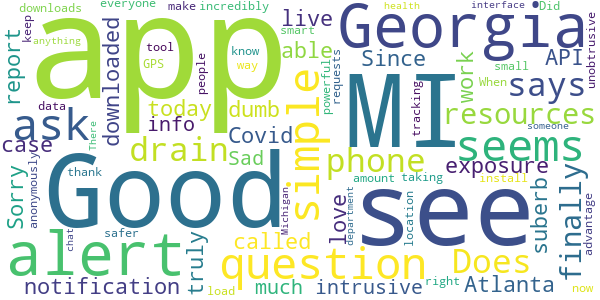 downloads
everyone
make
incredibly
smart
interface
Did
keep
anything
app
live
Georgia
unobtrusive
report
downloaded
tool
GPS
know
way
people
able
Since
API
powerful
requests
When
small
work
says
data
ask
today
dumb
MI
tracking
resources
case
info
Covid
There
Good
simple
seems
anonymously
drain
Sad
phone
exposure
someone
Sorry
thank
Michigan
love
department
amount
taking
install
see
location
suberb
finally
advantage
alert
truly
safer
called
chat
question
right
Does
health
notification
load
much
intrusive
Atlanta
now